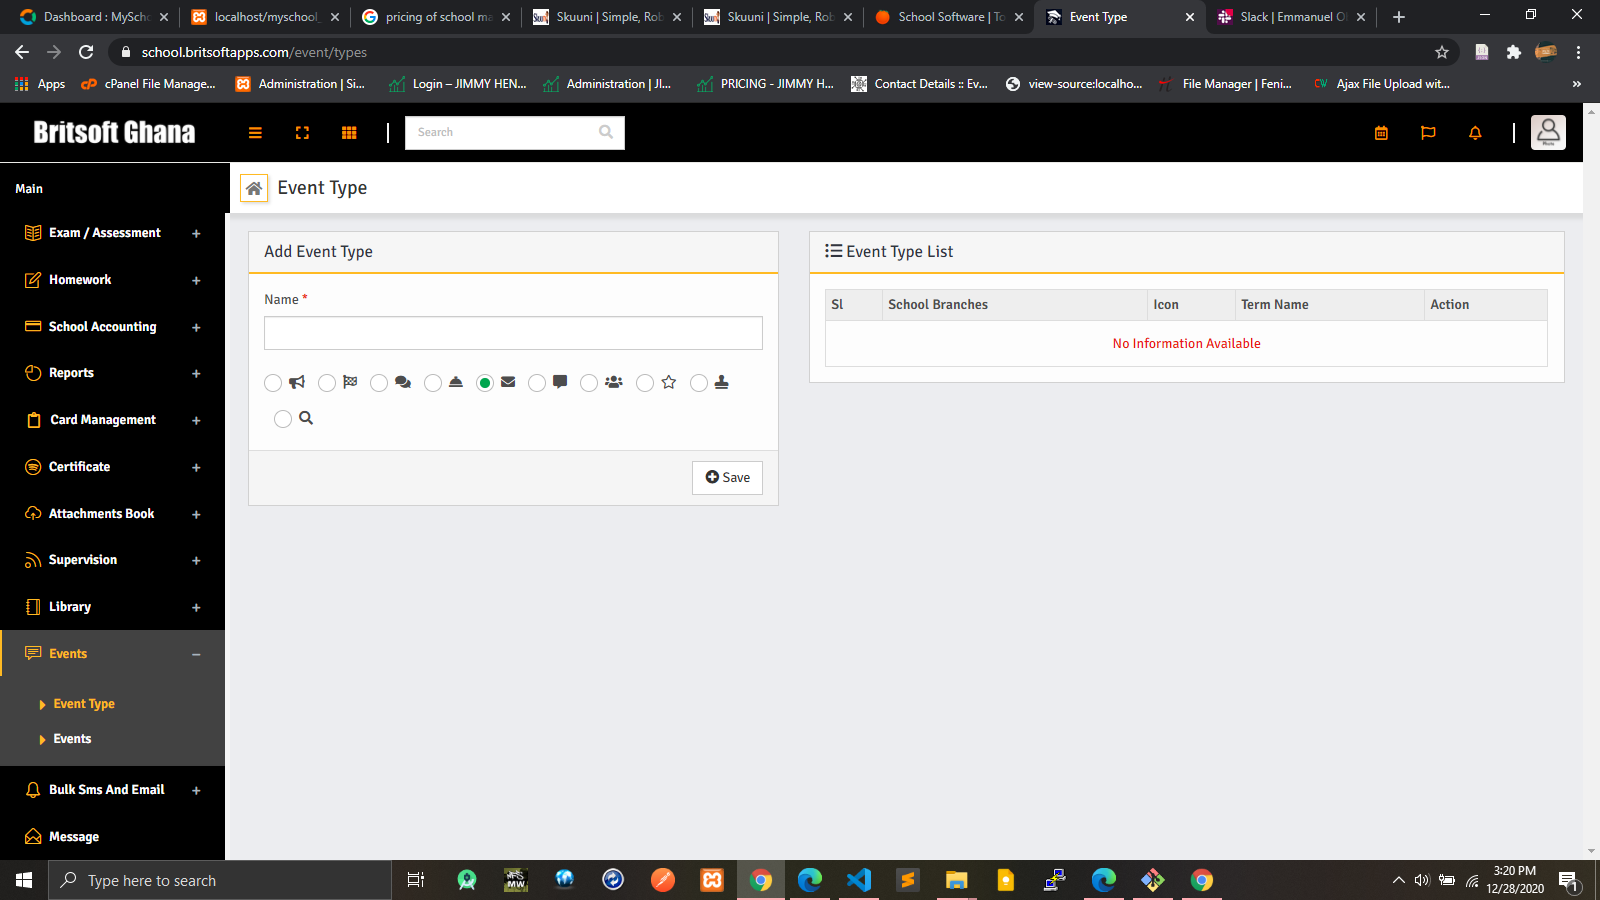 Dashboard : MyScho
localhost/myschool_
pricing of school ma
Skuuni | Simple, Rob
Skuuni | Simple, Rob
School Software | To
Event Type
Slack | Emmanuel O
school.britsoftapps.com/event/types
Apps
cPanel File Manage...
Administration | Si...
Login – JIMMY HEN...
Administration | JI...
PRICING - JIMMY H...
Contact Details :: Ev...
view-source:localho...
File Manager | Feni...
Ajax File Upload wit...
Britsoft Ghana
Search
Main
Event Type
Exam / Assessment
Homework
School Accounting
Reports
Card Management
Certificate
Attachments Book
Supervision
Library
Events
Event Type
Events
Bulk Sms And Email
Message
Add Event Type
Name *
Save
Event Type List
Sl School Branches Icon Term Name Action
No Information Available
Type here to search
3:20 PM
12/28/2020
1